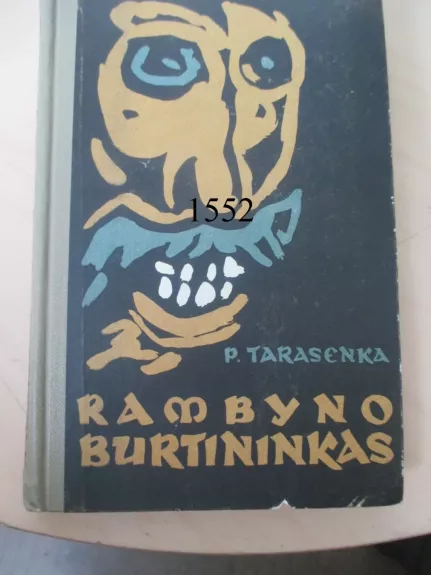 1552
P. TARASENKA
RAMBYNO
BURTININKAS